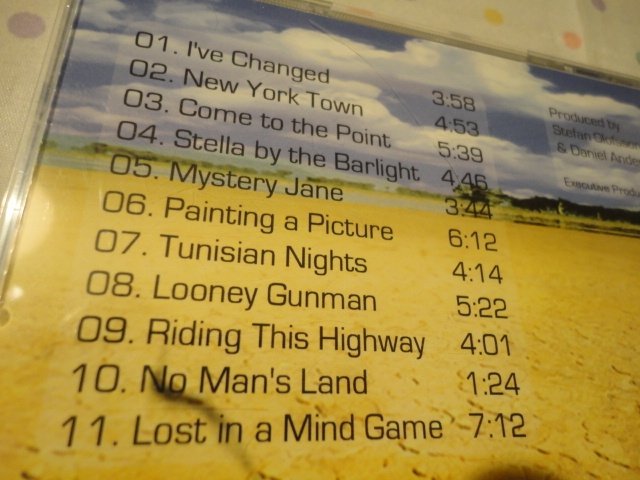 01. I've Changed 3:58
02. New York Town 4:53
03. Come to the Point 5:39
04. Stella by the Barlight 4:46
05. Mystery Jane 3:44
06. Painting a Picture 6:12
07. Tunisian Nights 4:14
08. Looney Gunman 5:22
09. Riding This Highway 4:01
10. No Man's Land 1:24
11. Lost in a Mind Game 7:12
Produced by
Stefan Olofsson
& Daniel
Executive